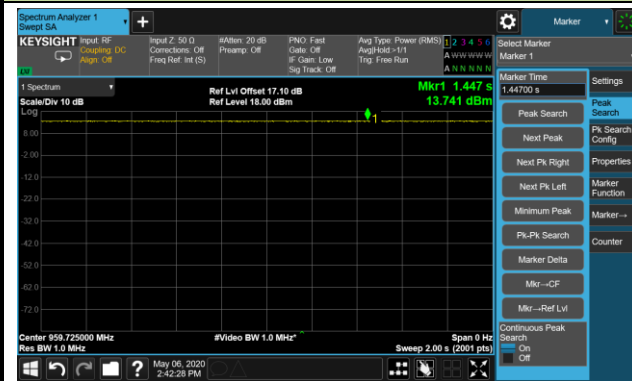 Spectrum Analyzer 1
Swept SA
+
Marker
KEYSIGHT
Input: RF
Coupling: DC
Align: Off
Input Z: 50 Ω
Corrections: Off
Freq Ref: Int (S)
#Atten: 20 dB
Preamp: Off
PNO: Fast
Gate: Off
IF Gain: Low
Sig Track: Off
Avg Type: Power (RMS)
Avg|Hold:>1/1
Trig: Free Run
1 2 3 4 5 6
A W W W W W
A N N N N N
LW
Select Marker
Marker 1
1 Spectrum
Scale/Div 10 dB
Log
Ref Lvl Offset 17.10 dB
Ref Level 18.00 dBm
Mkr1 1.447 s
13.741 dBm
1
8.00
-2.00
-12.0
-22.0
-32.0
-42.0
-52.0
-62.0
-72.0
Center 959.725000 MHz
Res BW 1.0 MHz
#Video BW 1.0 MHz*
Span 0 Hz
Sweep 2.00 s (2001 pts)
Marker Time
1.44700 s
Peak Search
Next Peak
Next Pk Right
Next Pk Left
Minimum Peak
Pk-Pk Search
Marker Delta
Mkr→CF
Mkr→Ref Lvl
Continuous Peak
Search
On
Off
Settings
Peak
Search
Pk Search
Config
Properties
Marker
Function
Marker→
Counter
?
May 06, 2020
2:42:28 PM